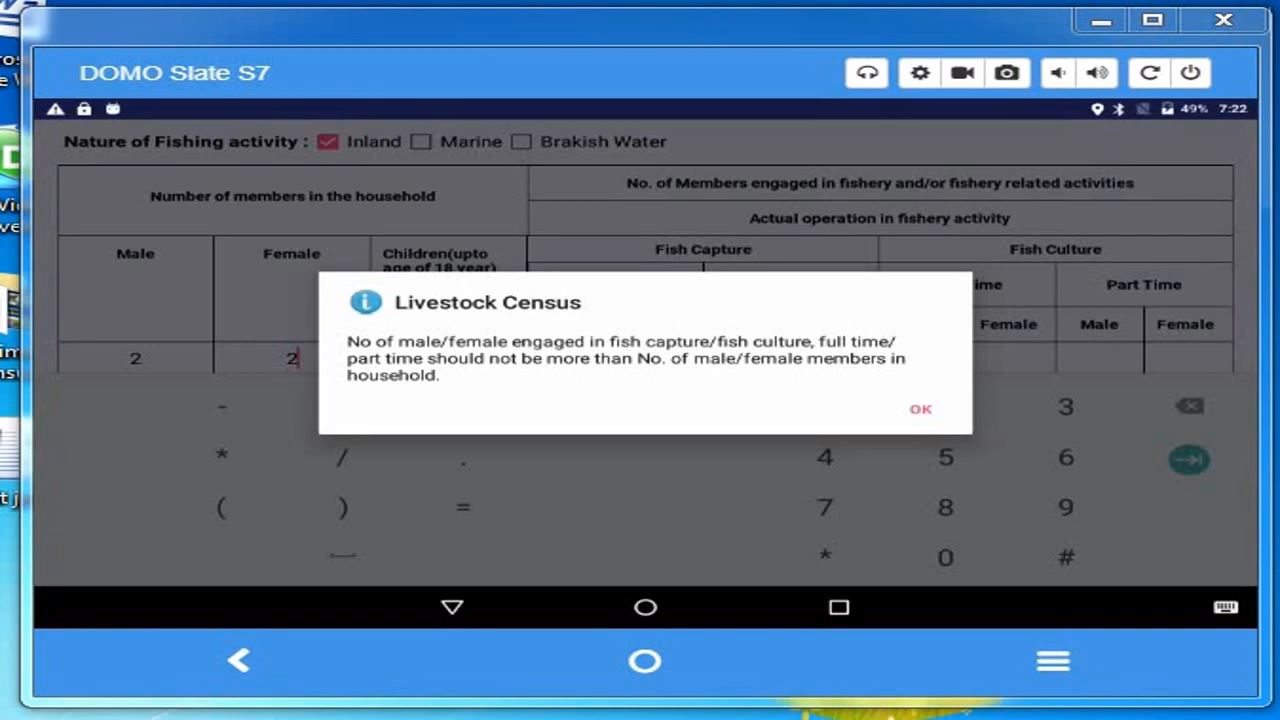 DOMO Slate S7
49% 7:22
Nature of Fishing activity : Inland Marine Brakish Water
Number of members in the household
No. of Members engaged in fishery and/or fishery related activities
Actual operation in fishery activity
Male Female Children(upto
age of 18 year)
Fish Capture Fish Culture
Part Time
Female Male Female
2 2
Livestock Census
No of male/female engaged in fish capture/fish culture, full time/
part time should not be more than No. of male/female members in
household.
OK
- 3
* / . 4 5 6
( ) = 7 8 9
* 0 #